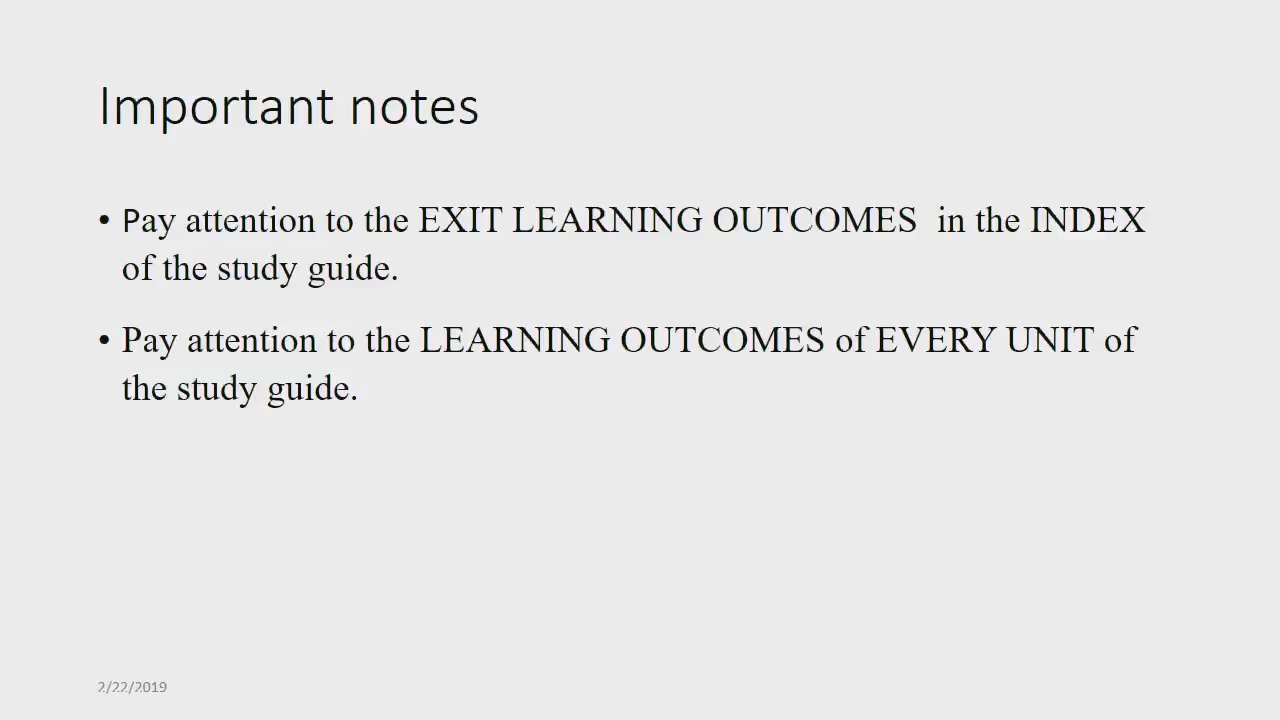 Important notes
• Pay attention to the EXIT LEARNING OUTCOMES  in the INDEX
of the study guide.
• Pay attention to the LEARNING OUTCOMES of EVERY UNIT of
the study guide.
2/22/2019